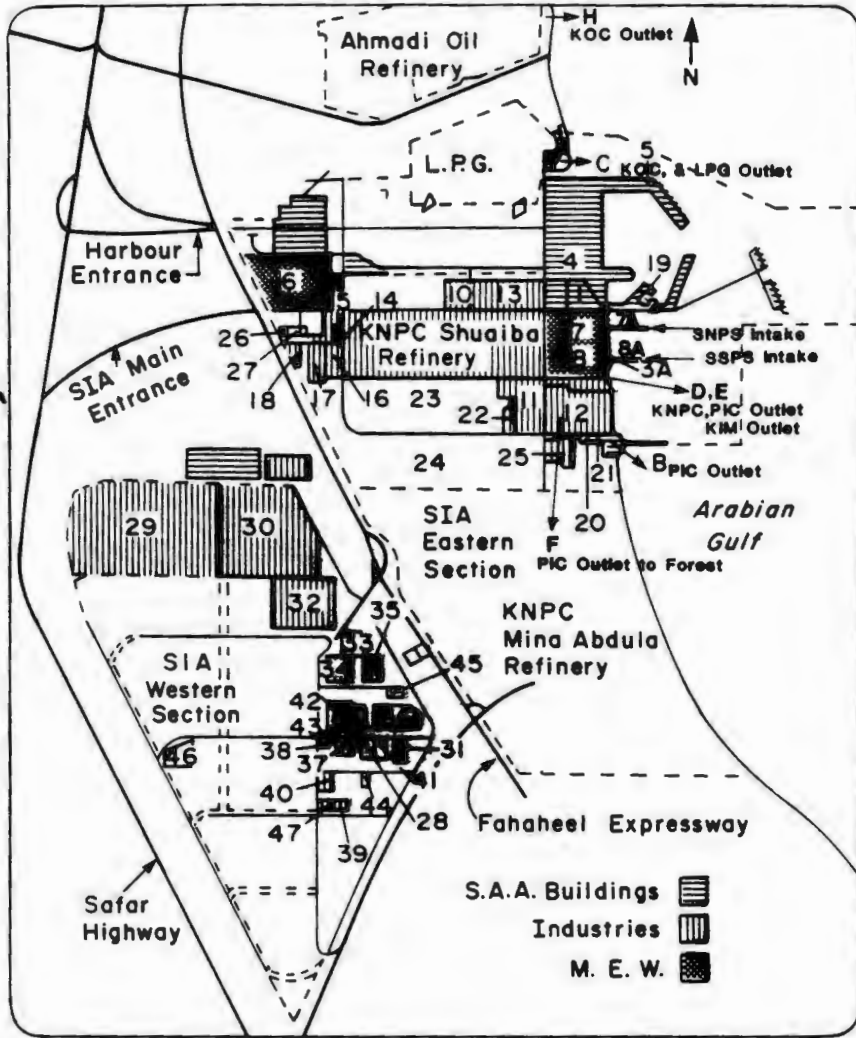 H
KOC Outlet
Ahmadi Oil
Refinery
N
L.P.G.
5
C
KOC, & LPG Outlet
Harbour
Entrance
6
4
19
5
14
10
13
1
26
KNPC Shuaiba
Refinery
7
7A
SNPS Intake
8
8A
SSPS Intake
3A
27
SIA Main
Entrance
18
17
16
23
22
11
12
D,E
KNPC,PIC Outlet
KIM Outlet
24
25
21
B
PIC Outlet
20
SIA
Eastern
Section
F
PIC Outlet to Forest
Arabian
Gulf
29
30
32
35
33
34
KNPC
Mina Abdula
Refinery
SIA
Western
Section
45
42
43
46
38
37
31
41
40
44
28
47
39
Fahaheel Expressway
Safar
Highway
S.A.A. Buildings
Industries
M. E. W.